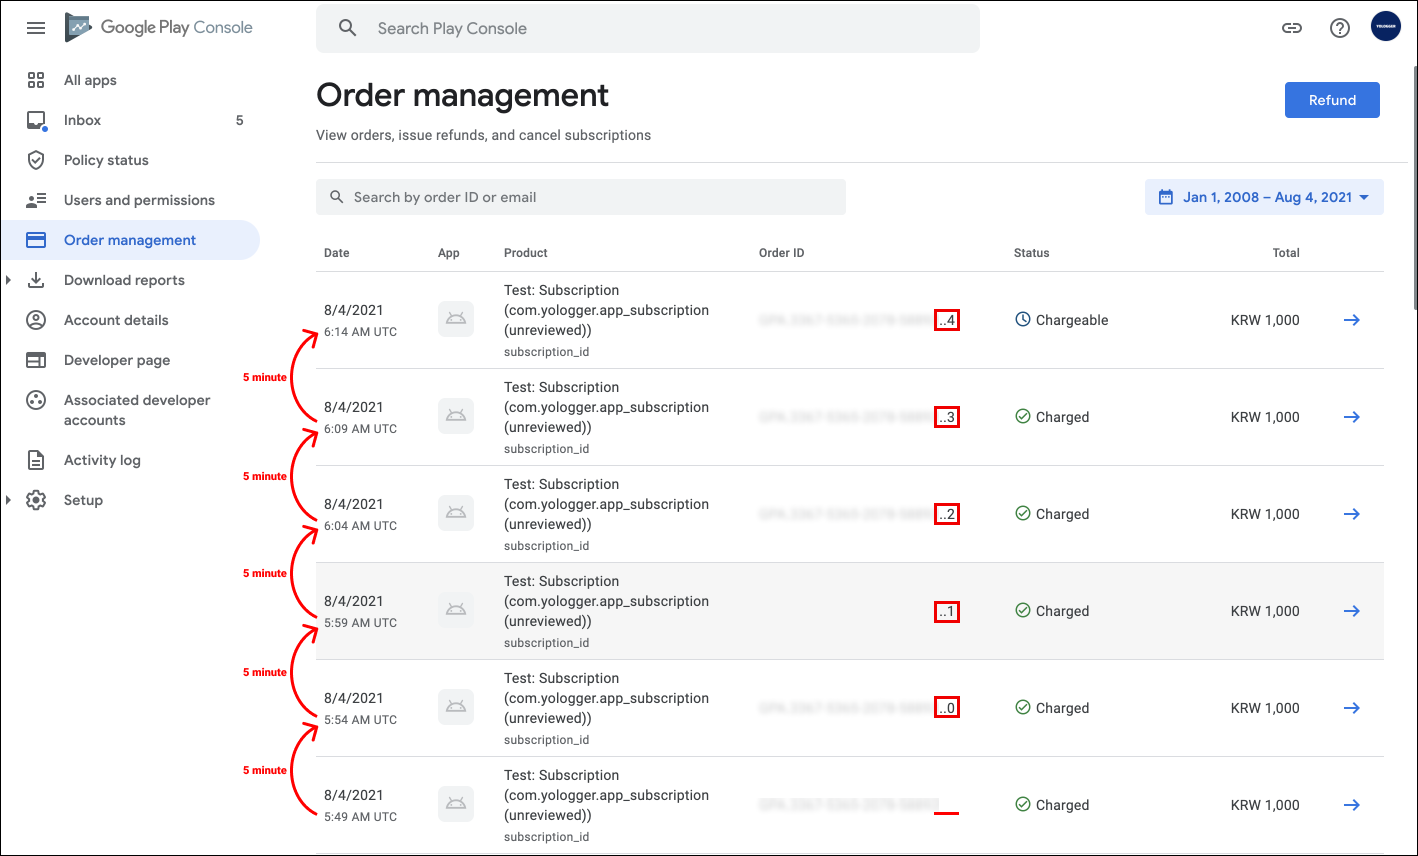 Google Play Console
Search Play Console
YOLOGGER
All apps
Inbox 5
Policy status
Users and permissions
Order management
Download reports
Account details
Developer page
Associated developer
accounts
Activity log
Setup
Order management
Refund
View orders, issue refunds, and cancel subscriptions
Search by order ID or email
Jan 1, 2008 – Aug 4, 2021
Date App Product Order ID Status Total
8/4/2021
6:14 AM UTC
Test: Subscription
(com.yologger.app_subscription
(unreviewed))
subscription_id
..4
Chargeable
KRW 1,000
5 minute
8/4/2021
6:09 AM UTC
Test: Subscription
(com.yologger.app_subscription
(unreviewed))
subscription_id
..3
Charged
KRW 1,000
5 minute
8/4/2021
6:04 AM UTC
Test: Subscription
(com.yologger.app_subscription
(unreviewed))
subscription_id
..2
Charged
KRW 1,000
5 minute
8/4/2021
5:59 AM UTC
Test: Subscription
(com.yologger.app_subscription
(unreviewed))
subscription_id
..1
Charged
KRW 1,000
5 minute
8/4/2021
5:54 AM UTC
Test: Subscription
(com.yologger.app_subscription
(unreviewed))
subscription_id
..0
Charged
KRW 1,000
5 minute
8/4/2021
5:49 AM UTC
Test: Subscription
(com.yologger.app_subscription
(unreviewed))
subscription_id
Charged
KRW 1,000